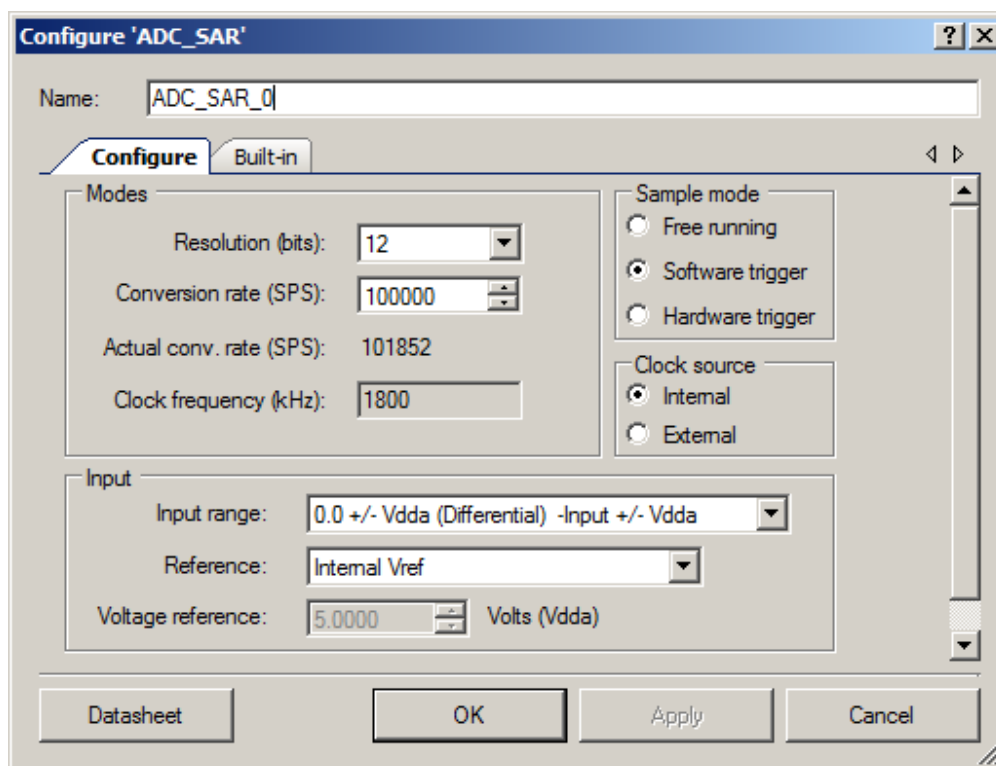 Configure 'ADC_SAR'
Name: ADC_SAR_0
Configure Built-in
Modes
Resolution (bits): 12
Conversion rate (SPS): 100000
Actual conv. rate (SPS): 101852
Clock frequency (kHz): 1800
Sample mode
Free running
Software trigger
Hardware trigger
Clock source
Internal
External
Input
Input range: 0.0 +/- Vdda (Differential) -Input +/- Vdda
Reference: Internal Vref
Voltage reference: 5.0000 Volts (Vdda)
Datasheet OK Apply Cancel